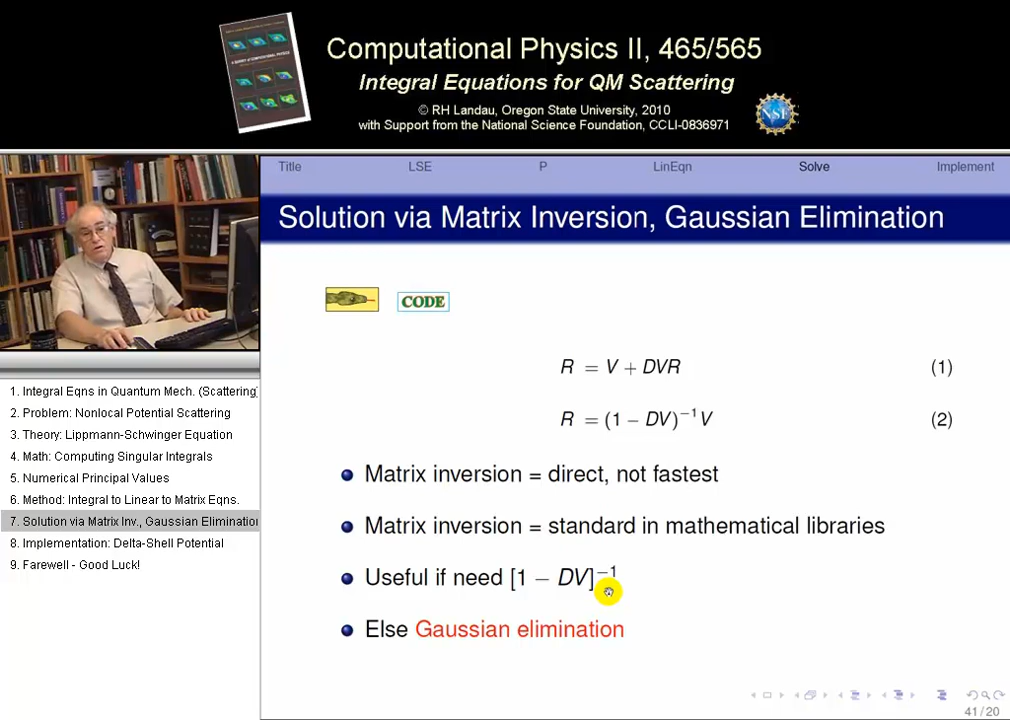 Computational Physics II, 465/565
Integral Equations for QM Scattering
© RH Landau, Oregon State University, 2010
with Support from the National Science Foundation, CCLI-0836971
NSF
Title LSE P LinEqn Solve Implement
Solution via Matrix Inversion, Gaussian Elimination
CODE
R = V + DVR (1)
R = (1 − DV)⁻¹V (2)
Matrix inversion = direct, not fastest
Matrix inversion = standard in mathematical libraries
Useful if need [1 − DV]⁻¹
Else Gaussian elimination
41 / 20
1. Integral Eqns in Quantum Mech. (Scattering)
2. Problem: Nonlocal Potential Scattering
3. Theory: Lippmann-Schwinger Equation
4. Math: Computing Singular Integrals
5. Numerical Principal Values
6. Method: Integral to Linear to Matrix Eqns.
7. Solution via Matrix Inv., Gaussian Elimination
8. Implementation: Delta-Shell Potential
9. Farewell - Good Luck!